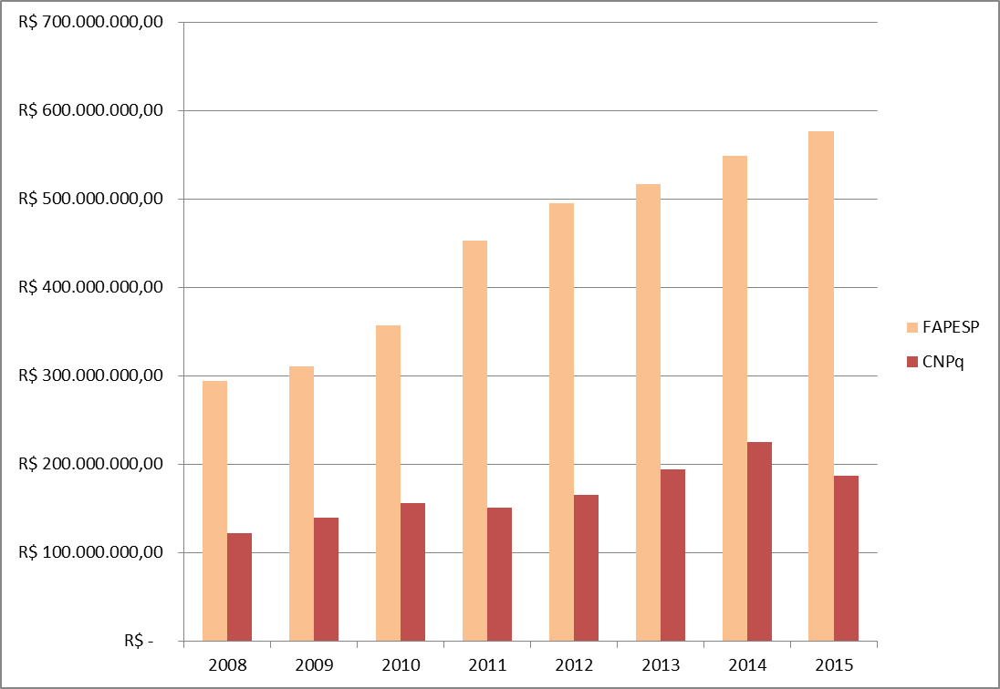 R$ 700.000.000,00
R$ 600.000.000,00
R$ 500.000.000,00
R$ 400.000.000,00
R$ 300.000.000,00
R$ 200.000.000,00
R$ 100.000.000,00
R$ -
2008 2009 2010 2011 2012 2013 2014 2015
FAPESP
CNPq